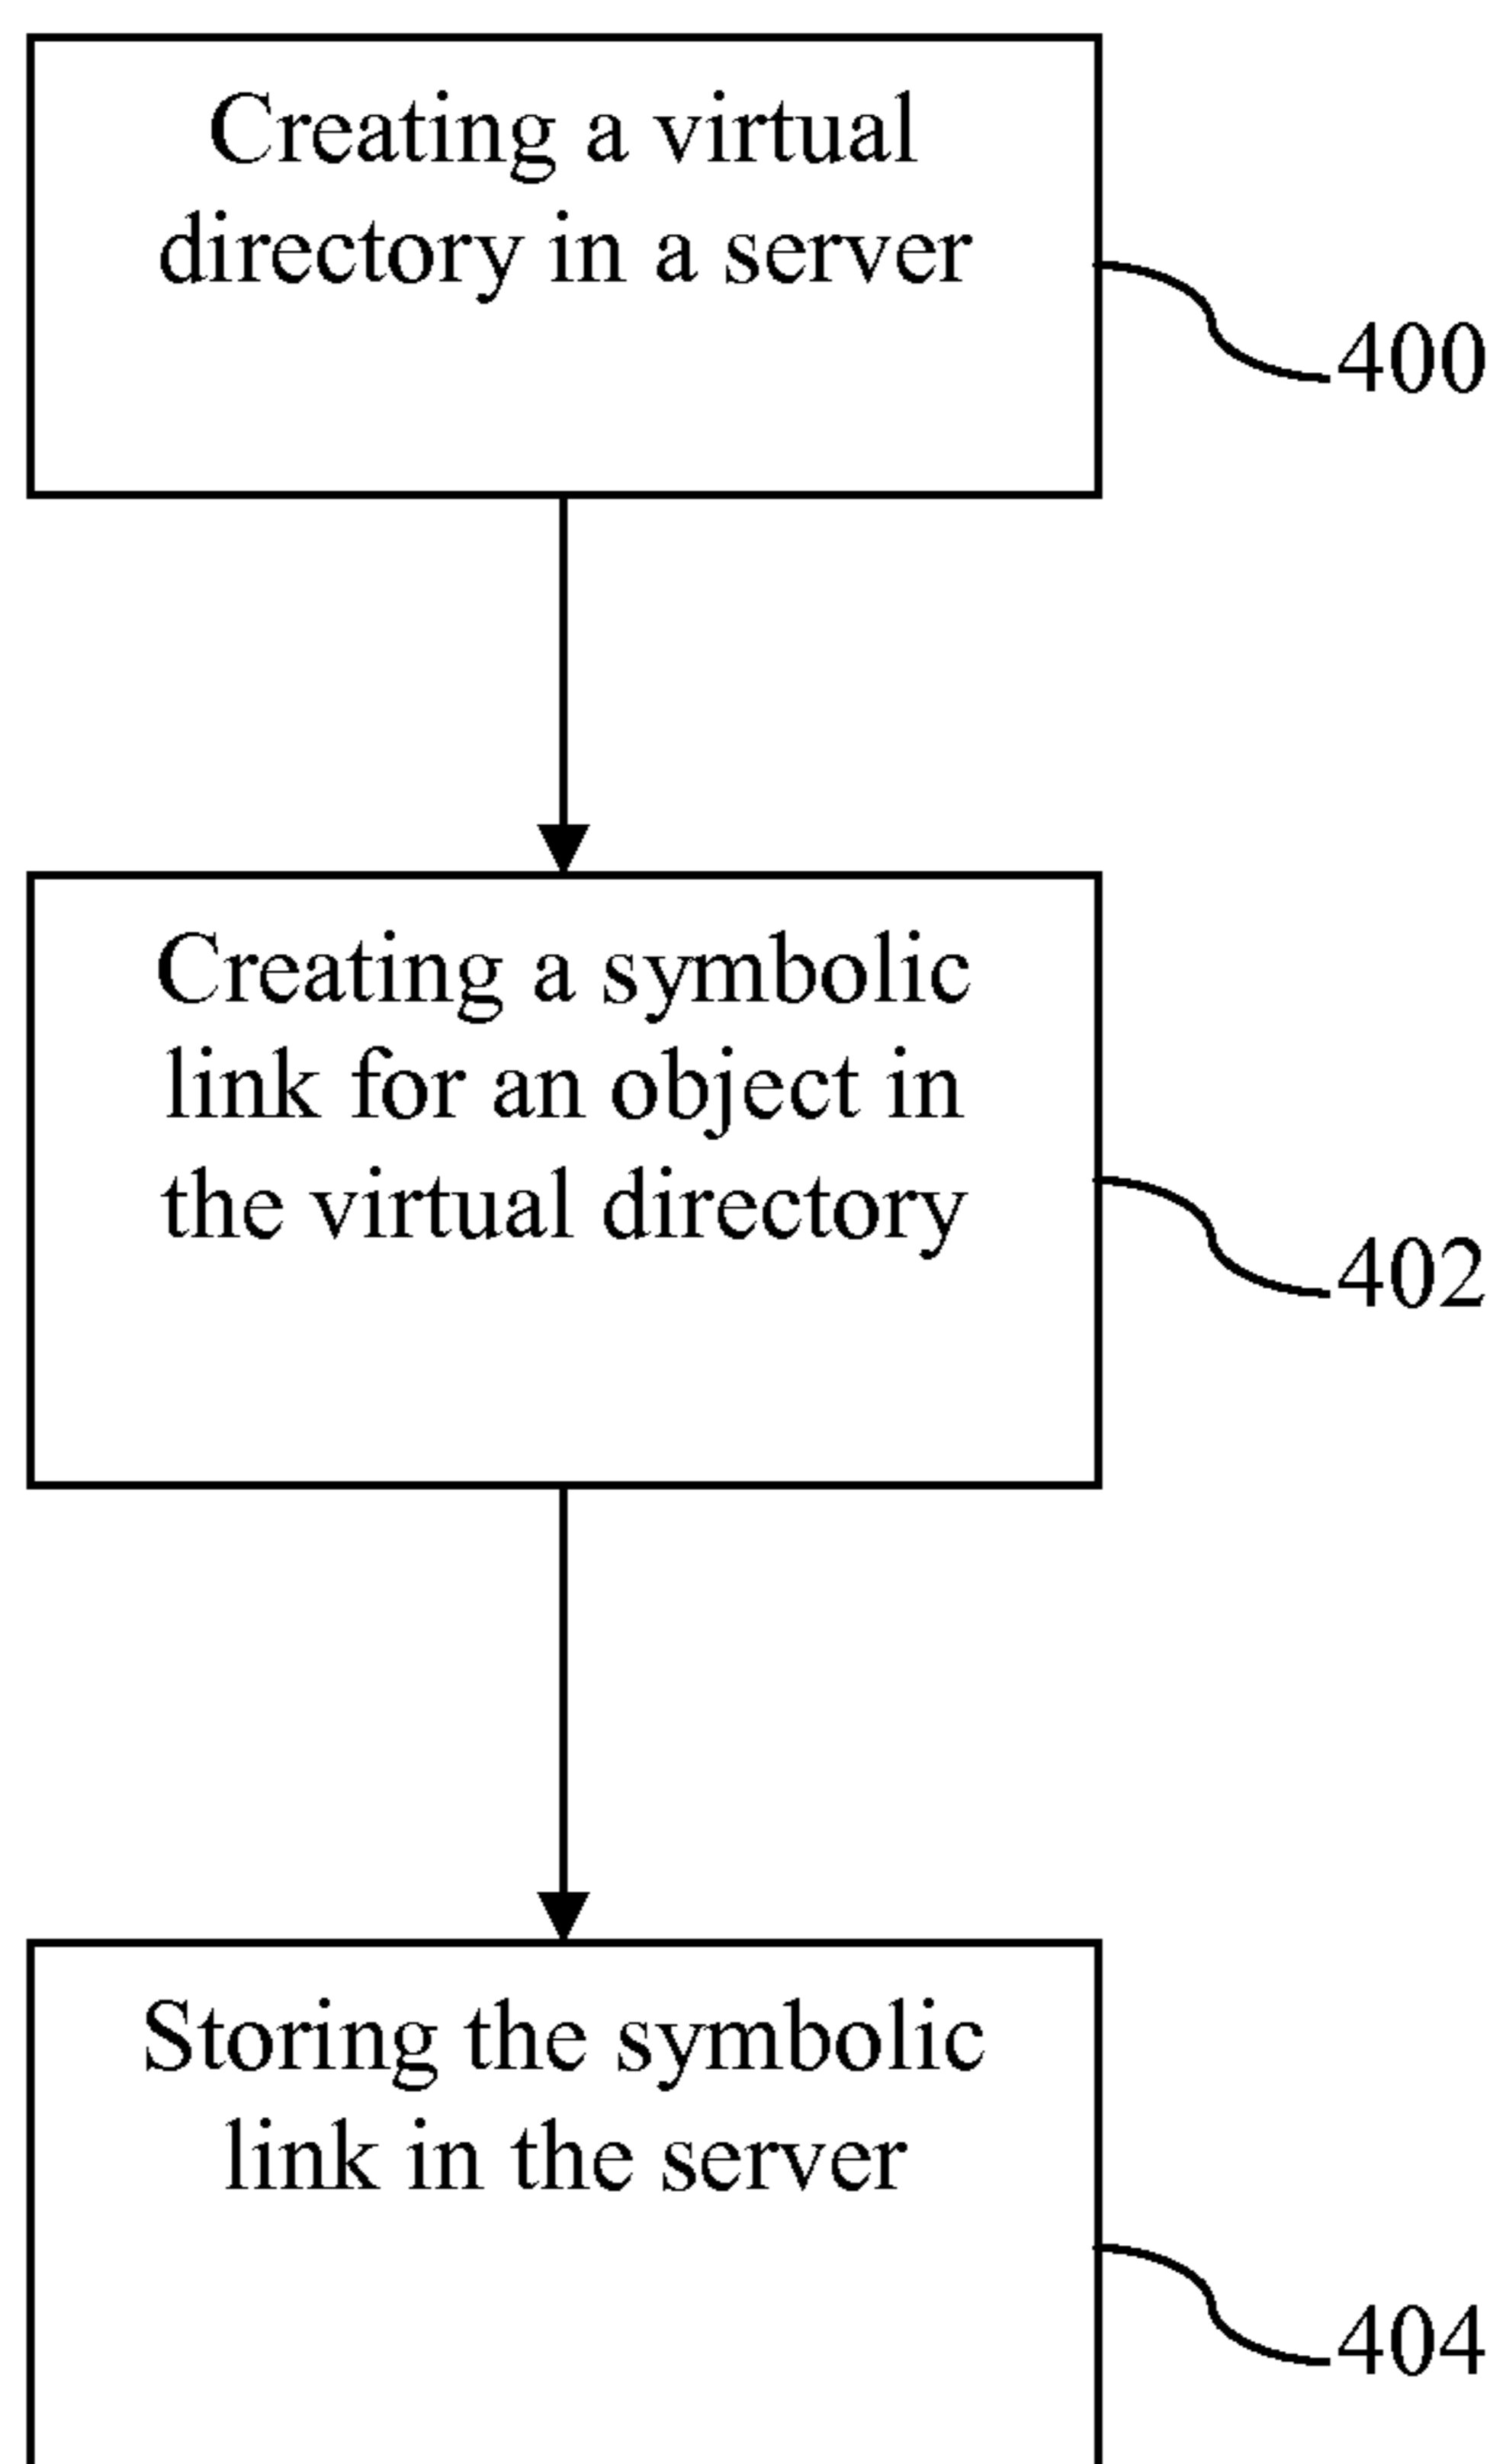 Creating a virtual
directory in a server
400
Creating a symbolic
link for an object in
the virtual directory
402
Storing the symbolic
link in the server
404